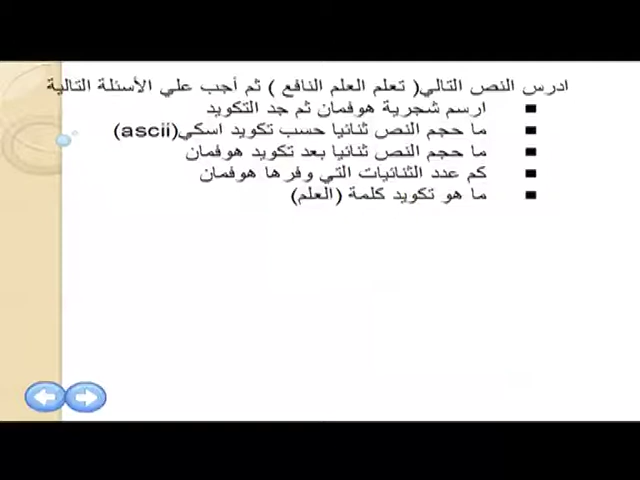 ادرس النص التالي( تعلم العلم النافع ) ثم أجب علي الأسئلة التالية
▪ ارسم شجرية هوفمان ثم جد التكويد
▪ ما حجم النص ثنائيا حسب تكويد اسكي(ascii)
▪ ما حجم النص ثنائيا بعد تكويد هوفمان
▪ كم عدد الثنائيات التي وفرها هوفمان
▪ ما هو تكويد كلمة (العلم)